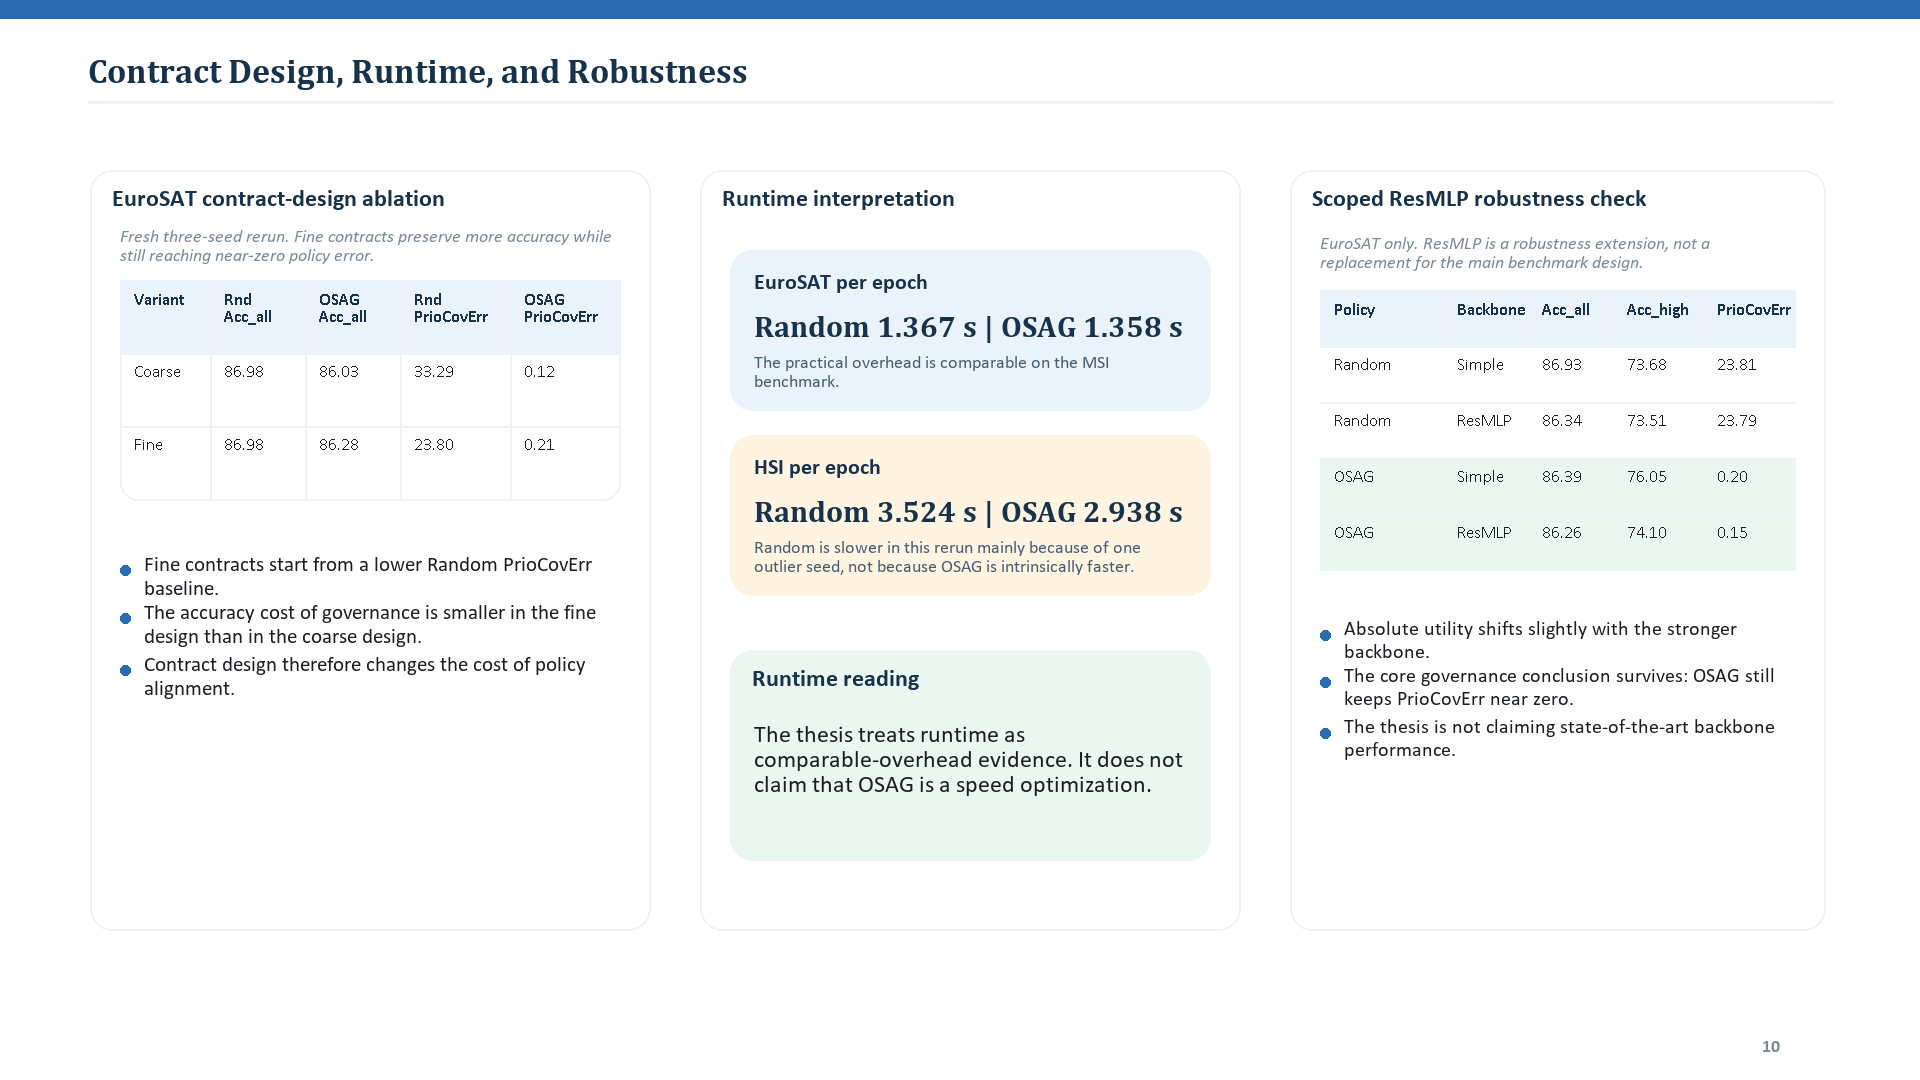 Contract Design, Runtime, and Robustness
EuroSAT contract-design ablation
Fresh three-seed rerun. Fine contracts preserve more accuracy while
still reaching near-zero policy error.
Variant Rnd Acc_all OSAG Acc_all Rnd PrioCovErr OSAG PrioCovErr
Coarse 86.98 86.03 33.29 0.12
Fine 86.98 86.28 23.80 0.21
Fine contracts start from a lower Random PrioCovErr
baseline.
The accuracy cost of governance is smaller in the fine
design than in the coarse design.
Contract design therefore changes the cost of policy
alignment.
Runtime interpretation
EuroSAT per epoch
Random 1.367 s | OSAG 1.358 s
The practical overhead is comparable on the MSI
benchmark.
HSI per epoch
Random 3.524 s | OSAG 2.938 s
Random is slower in this rerun mainly because of one
outlier seed, not because OSAG is intrinsically faster.
Runtime reading
The thesis treats runtime as
comparable-overhead evidence. It does not
claim that OSAG is a speed optimization.
Scoped ResMLP robustness check
EuroSAT only. ResMLP is a robustness extension, not a
replacement for the main benchmark design.
Policy Backbone Acc_all Acc_high PrioCovErr
Random Simple 86.93 73.68 23.81
Random ResMLP 86.34 73.51 23.79
OSAG Simple 86.39 76.05 0.20
OSAG ResMLP 86.26 74.10 0.15
Absolute utility shifts slightly with the stronger
backbone.
The core governance conclusion survives: OSAG still
keeps PrioCovErr near zero.
The thesis is not claiming state-of-the-art backbone
performance.
10